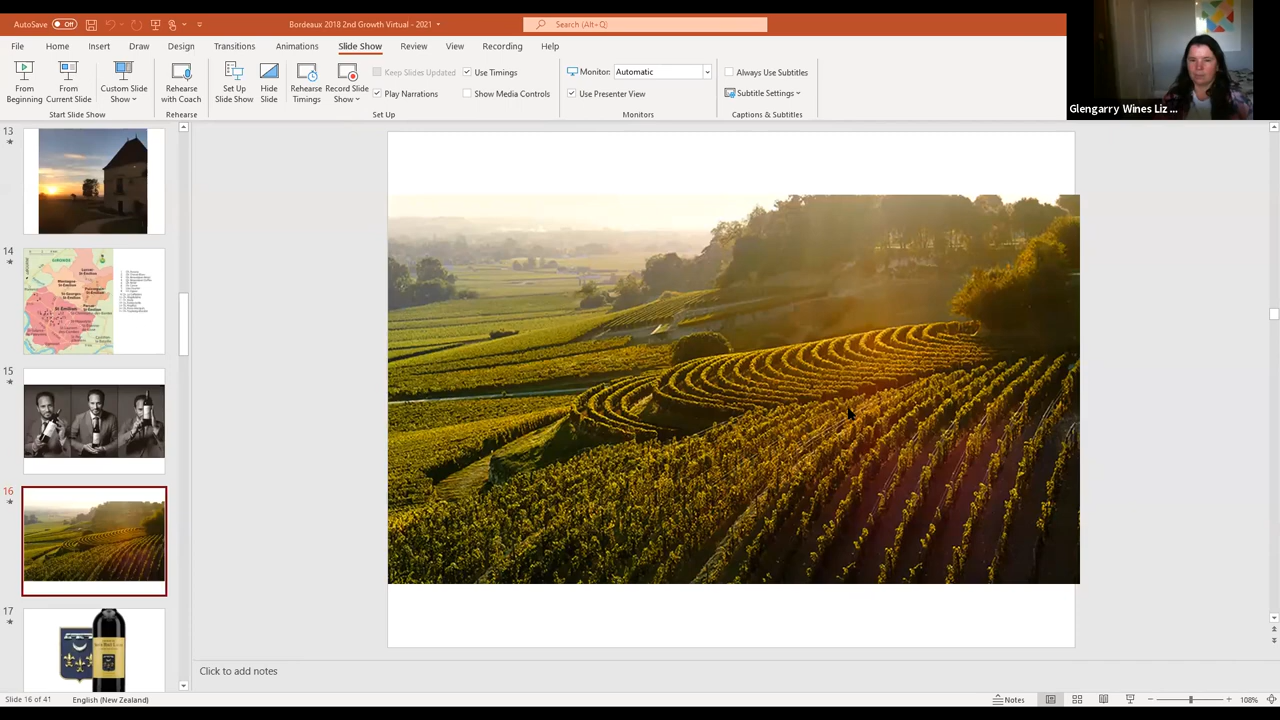 AutoSave Off
Bordeaux 2018 2nd Growth Virtual - 2021
Search (Alt+Q)
File Home Insert Draw Design Transitions Animations Slide Show Review View Recording Help
From Beginning
From Current Slide
Custom Slide Show
Rehearse with Coach
Set Up Slide Show
Hide Slide
Rehearse Timings
Record Slide Show
Keep Slides Updated
Use Timings
Play Narrations
Show Media Controls
Monitor: Automatic
Use Presenter View
Always Use Subtitles
Subtitle Settings
Start Slide Show
Rehearse
Set Up
Monitors
Captions & Subtitles
Glengarry Wines Liz ...
13
14
GIRONDE
15
16
17
Click to add notes
Slide 16 of 41
English (New Zealand)
Notes
108%